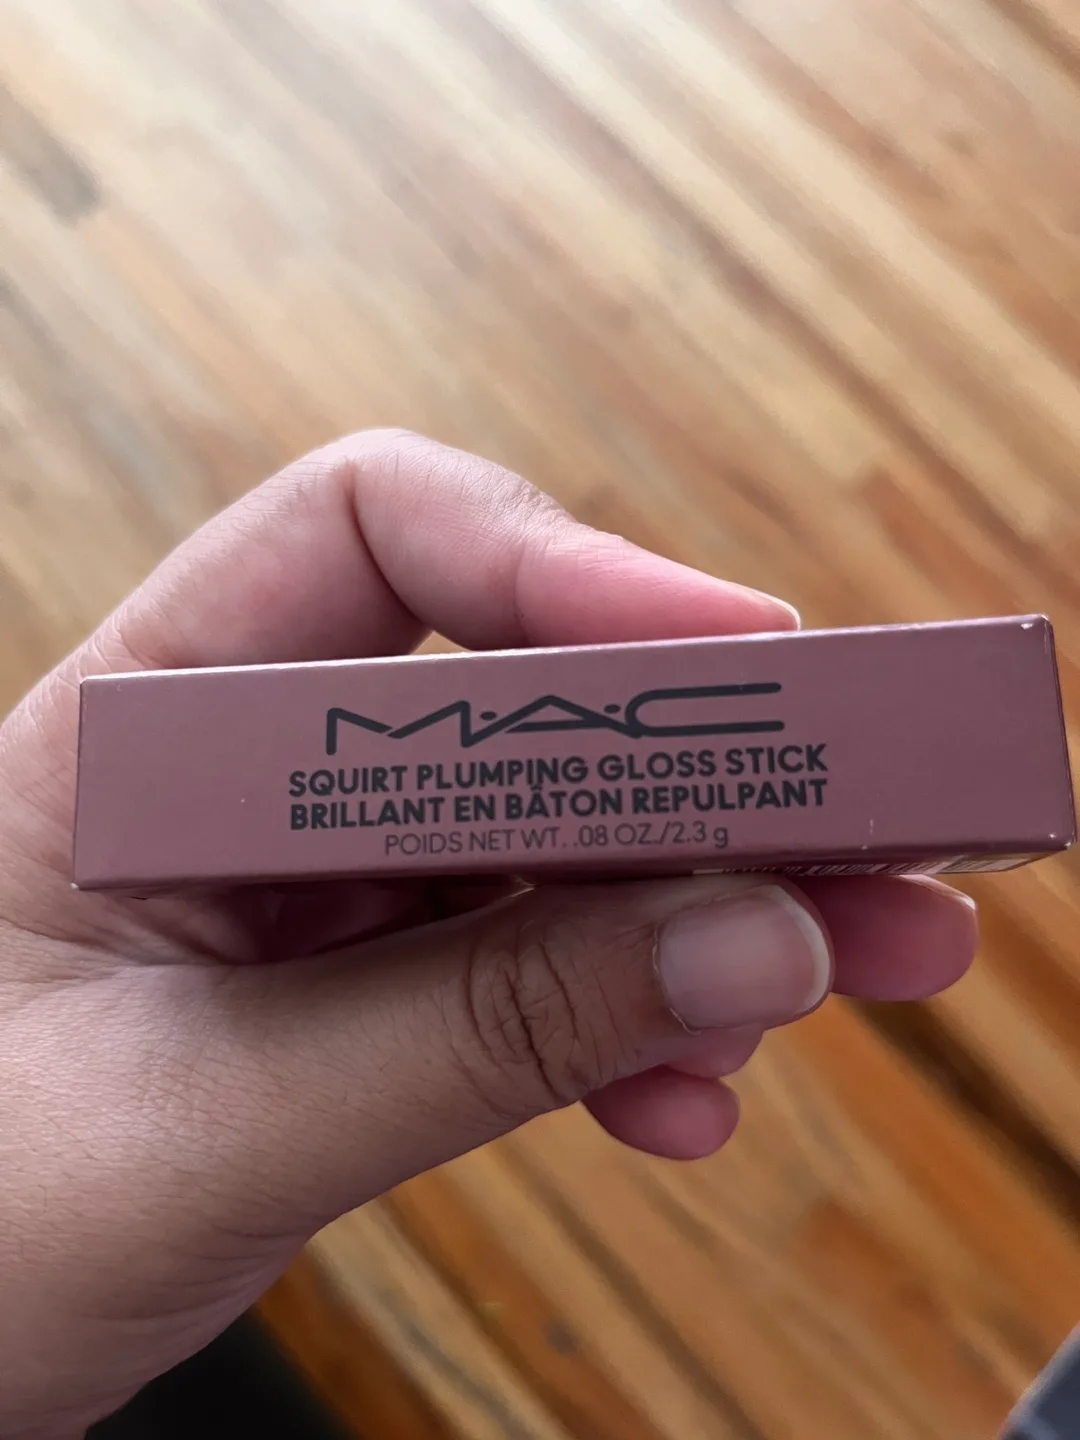 M·A·C
SQUIRT PLUMPING GLOSS STICK
BRILLANT EN BÂTON REPULPANT
POIDS NET WT. .08 OZ./2.3 g